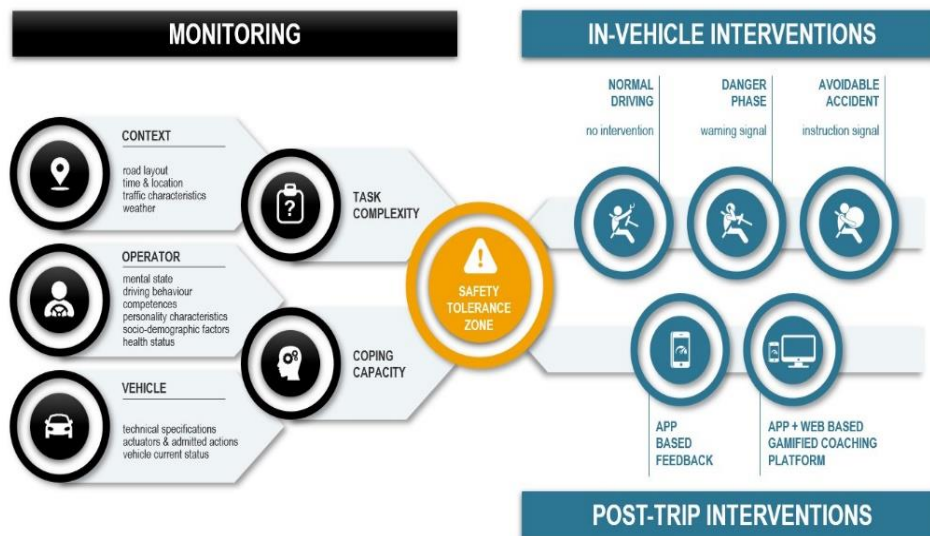 MONITORING
CONTEXT
road layout
time & location
traffic characteristics
weather
OPERATOR
mental state
driving behaviour
competences
personality characteristics
socio-demographic factors
health status
VEHICLE
technical specifications
actuators & admitted actions
vehicle current status
?
TASK
COMPLEXITY
COPING
CAPACITY
!
SAFETY
TOLERANCE
ZONE
IN-VEHICLE INTERVENTIONS
NORMAL
DRIVING
no intervention
DANGER
PHASE
warning signal
AVOIDABLE
ACCIDENT
instruction signal
APP
BASED
FEEDBACK
APP + WEB BASED
GAMIFIED COACHING
PLATFORM
POST-TRIP INTERVENTIONS